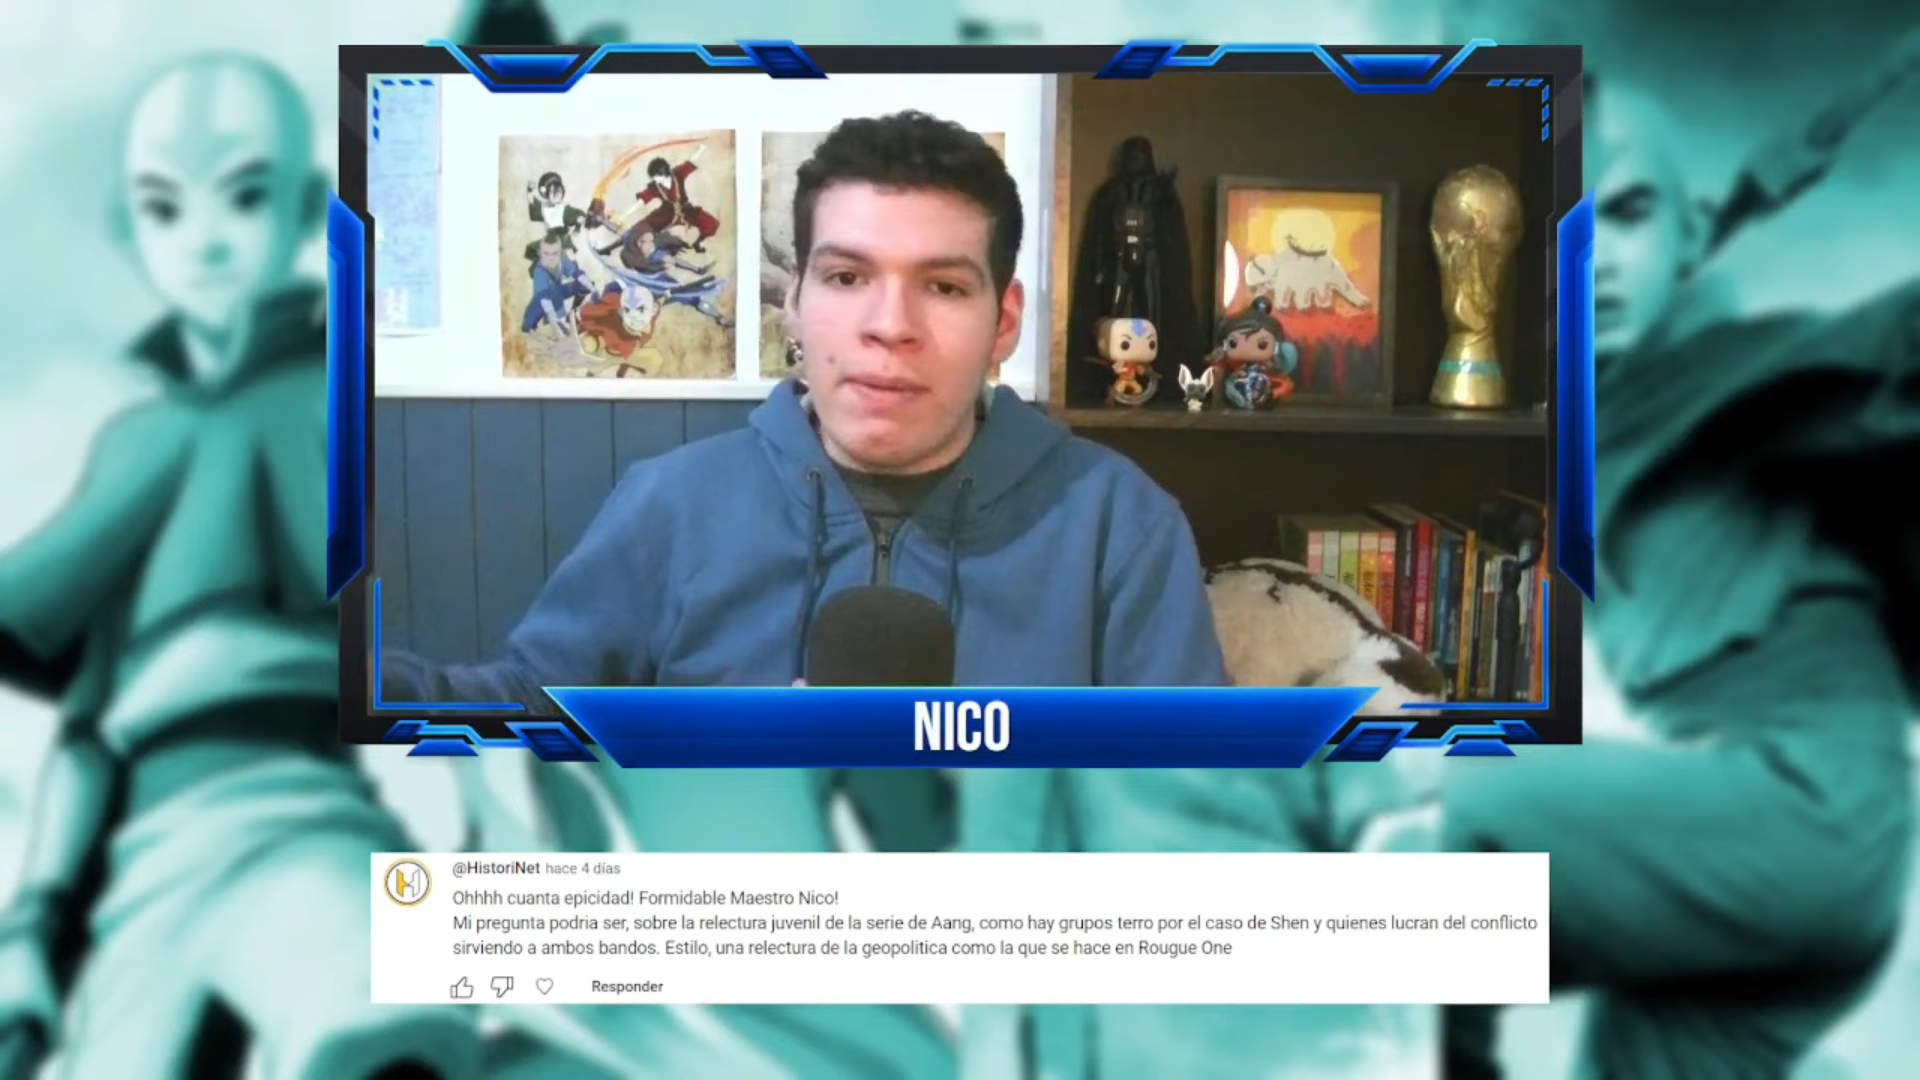 NICO
@HistoriNet hace 4 días
Ohhhh cuanta epicidad! Formidable Maestro Nico!
Mi pregunta podria ser, sobre la relectura juvenil de la serie de Aang, como hay grupos terro por el caso de Shen y quienes lucran del conflicto
sirviendo a ambos bandos. Estilo, una relectura de la geopolitica como la que se hace en Rougue One
Responder